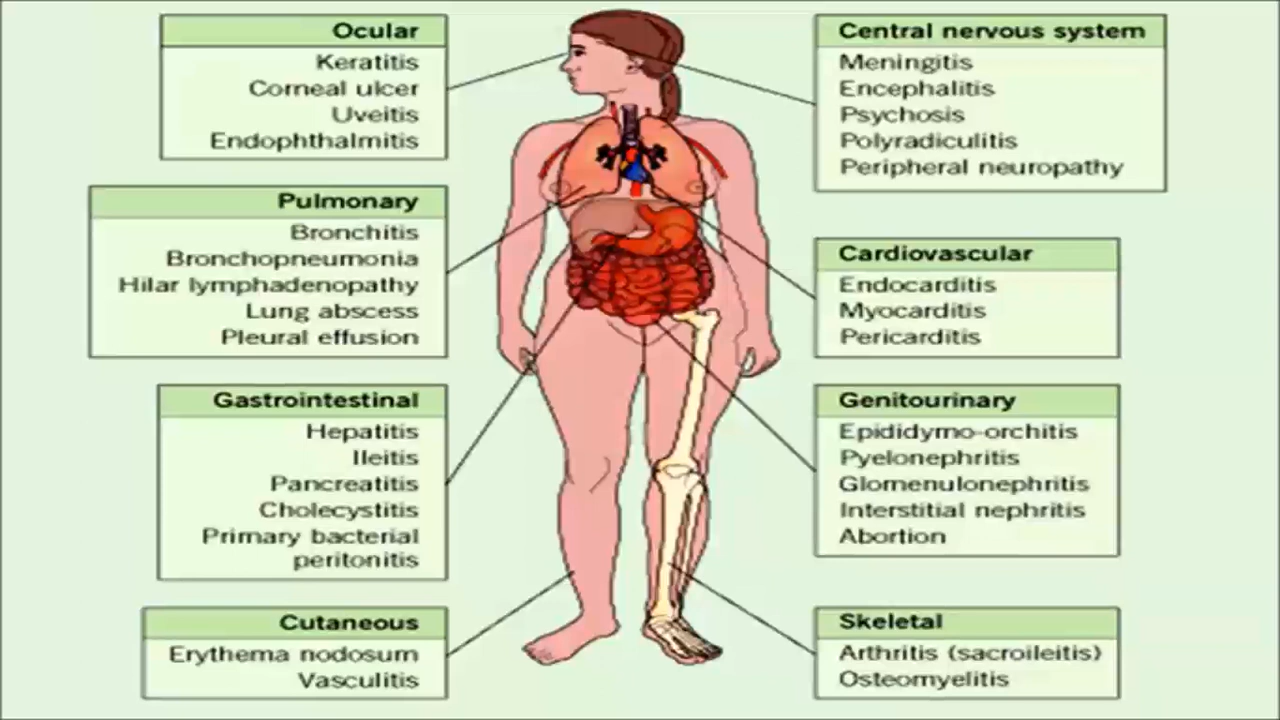 Ocular
Keratitis
Corneal ulcer
Uveitis
Endophthalmitis
Pulmonary
Bronchitis
Bronchopneumonia
Hilar lymphadenopathy
Lung abscess
Pleural effusion
Gastrointestinal
Hepatitis
Ileitis
Pancreatitis
Cholecystitis
Primary bacterial
peritonitis
Cutaneous
Erythema nodosum
Vasculitis
Central nervous system
Meningitis
Encephalitis
Psychosis
Polyradiculitis
Peripheral neuropathy
Cardiovascular
Endocarditis
Myocarditis
Pericarditis
Genitourinary
Epididymo-orchitis
Pyelonephritis
Glomenulonephritis
Interstitial nephritis
Abortion
Skeletal
Arthritis (sacroileitis)
Osteomyelitis